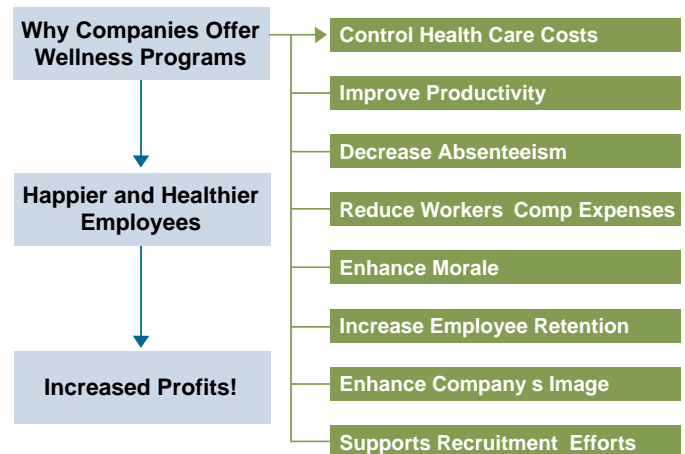 Why Companies Offer
Wellness Programs
Happier and Healthier
Employees
Increased Profits!
Control Health Care Costs
Improve Productivity
Decrease Absenteeism
Reduce Workers Comp Expenses
Enhance Morale
Increase Employee Retention
Enhance Company s Image
Supports Recruitment Efforts